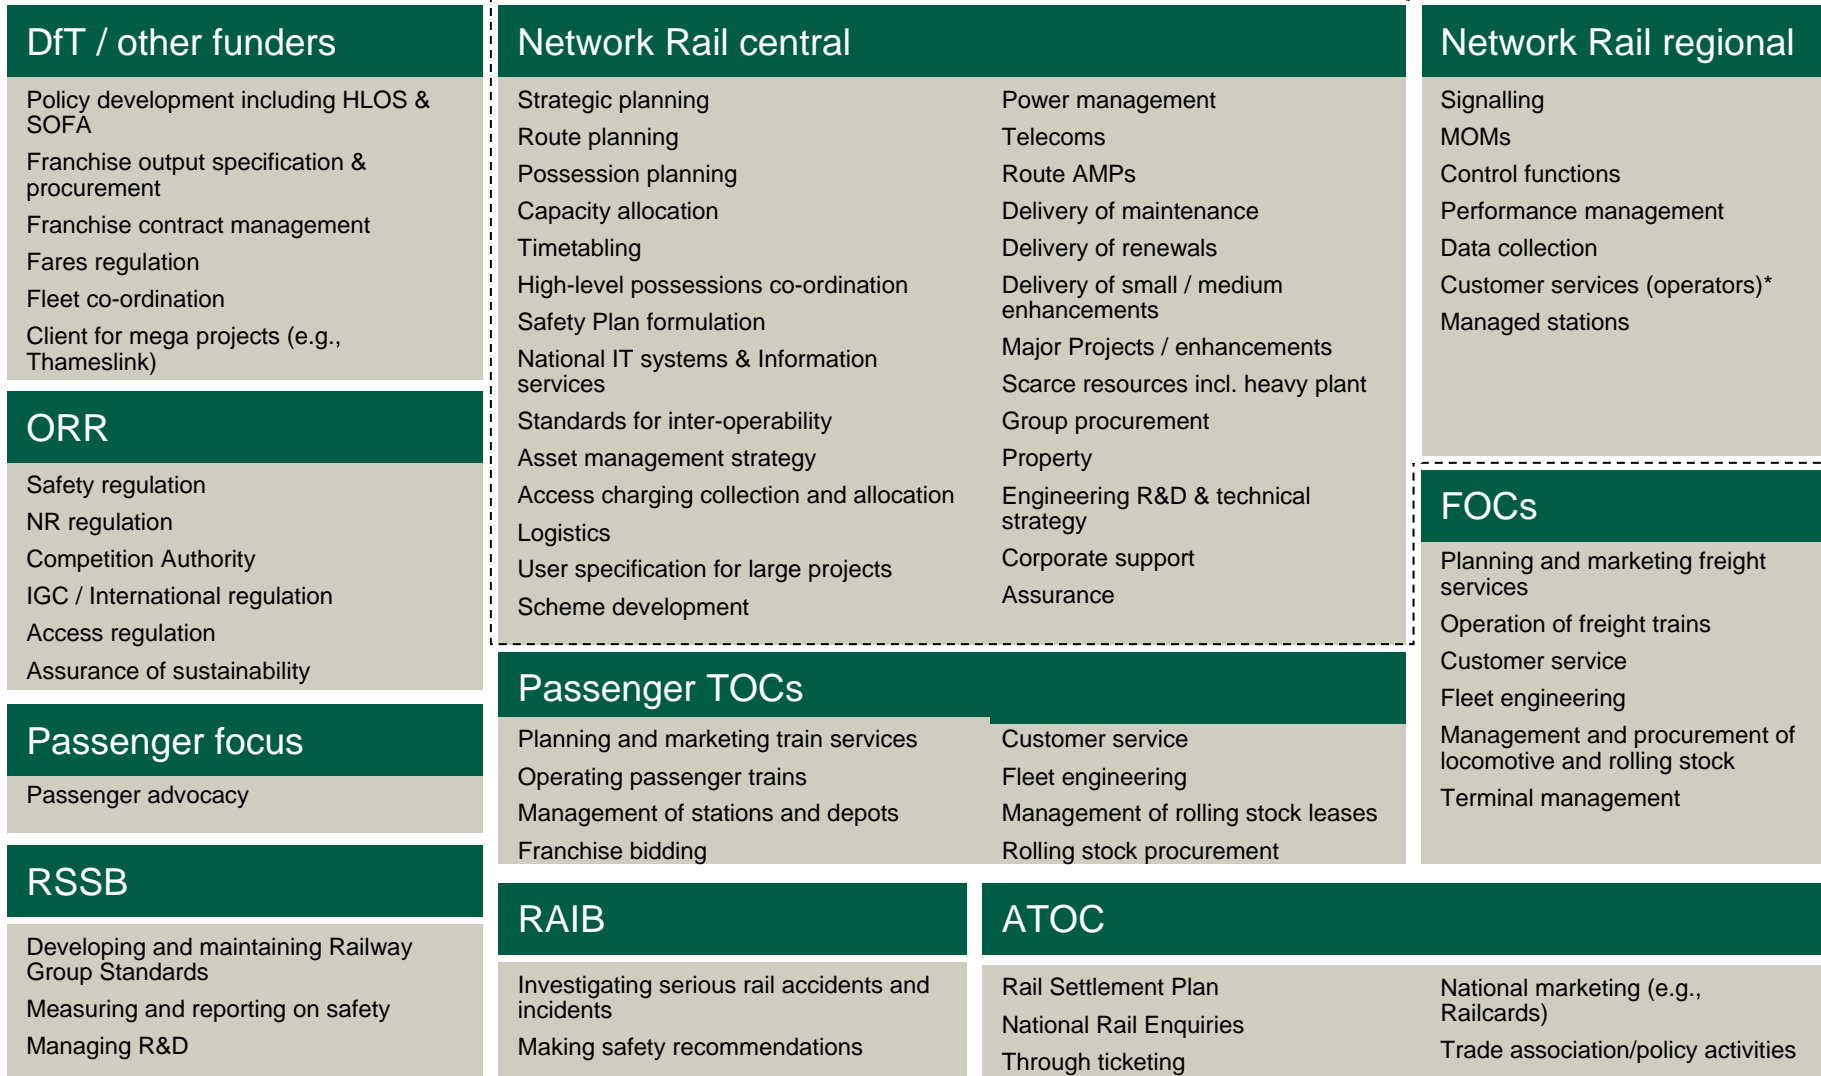 DfT / other funders
Policy development including HLOS &
SOFA
Franchise output specification &
procurement
Franchise contract management
Fares regulation
Fleet co-ordination
Client for mega projects (e.g.,
Thameslink)
ORR
Safety regulation
NR regulation
Competition Authority
IGC / International regulation
Access regulation
Assurance of sustainability
Passenger focus
Passenger advocacy
RSSB
Developing and maintaining Railway
Group Standards
Measuring and reporting on safety
Managing R&D
Network Rail central
Strategic planning
Route planning
Possession planning
Capacity allocation
Timetabling
High-level possessions co-ordination
Safety Plan formulation
National IT systems & Information
services
Standards for inter-operability
Asset management strategy
Access charging collection and allocation
Logistics
User specification for large projects
Scheme development
Power management
Telecoms
Route AMPs
Delivery of maintenance
Delivery of renewals
Delivery of small / medium
enhancements
Major Projects / enhancements
Scarce resources incl. heavy plant
Group procurement
Property
Engineering R&D & technical
strategy
Corporate support
Assurance
Passenger TOCs
Planning and marketing train services
Operating passenger trains
Management of stations and depots
Franchise bidding
Customer service
Fleet engineering
Management of rolling stock leases
Rolling stock procurement
RAIB
Investigating serious rail accidents and
incidents
Making safety recommendations
ATOC
Rail Settlement Plan
National Rail Enquiries
Through ticketing
National marketing (e.g.,
Railcards)
Trade association/policy activities
Network Rail regional
Signalling
MOMs
Control functions
Performance management
Data collection
Customer services (operators)*
Managed stations
FOCs
Planning and marketing freight
services
Operation of freight trains
Customer service
Fleet engineering
Management and procurement of
locomotive and rolling stock
Terminal management